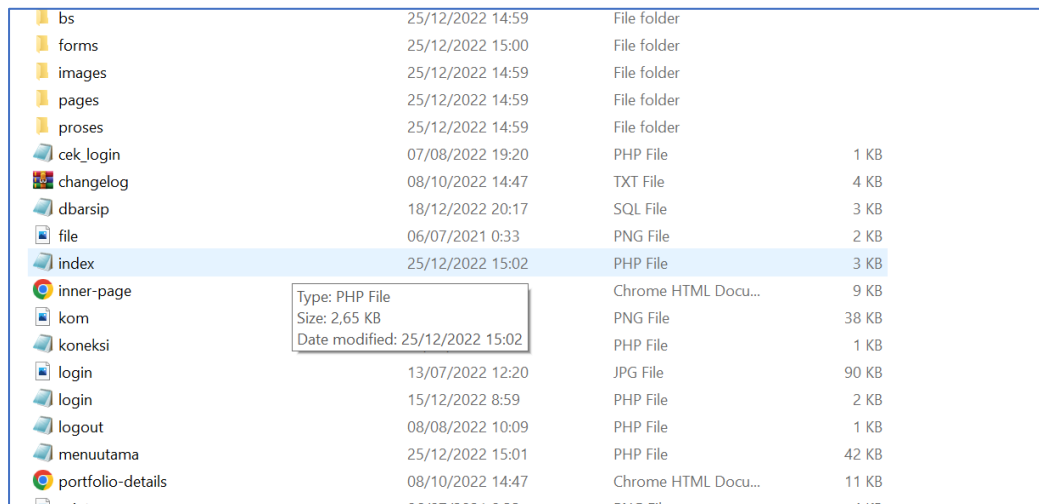 bs 25/12/2022 14:59 File folder
forms 25/12/2022 15:00 File folder
images 25/12/2022 14:59 File folder
pages 25/12/2022 14:59 File folder
proses 25/12/2022 14:59 File folder
cek_login 07/08/2022 19:20 PHP File 1 KB
changelog 08/10/2022 14:47 TXT File 4 KB
dbarsip 18/12/2022 20:17 SQL File 3 KB
file 06/07/2021 0:33 PNG File 2 KB
index 25/12/2022 15:02 PHP File 3 KB
inner-page Chrome HTML Docu... 9 KB
Type: PHP File
kom PNG File 38 KB
Size: 2,65 KB
koneksi PHP File 1 KB
Date modified: 25/12/2022 15:02
login 13/07/2022 12:20 JPG File 90 KB
login 15/12/2022 8:59 PHP File 2 KB
logout 08/08/2022 10:09 PHP File 1 KB
menuutama 25/12/2022 15:01 PHP File 42 KB
portfolio-details 08/10/2022 14:47 Chrome HTML Docu... 11 KB